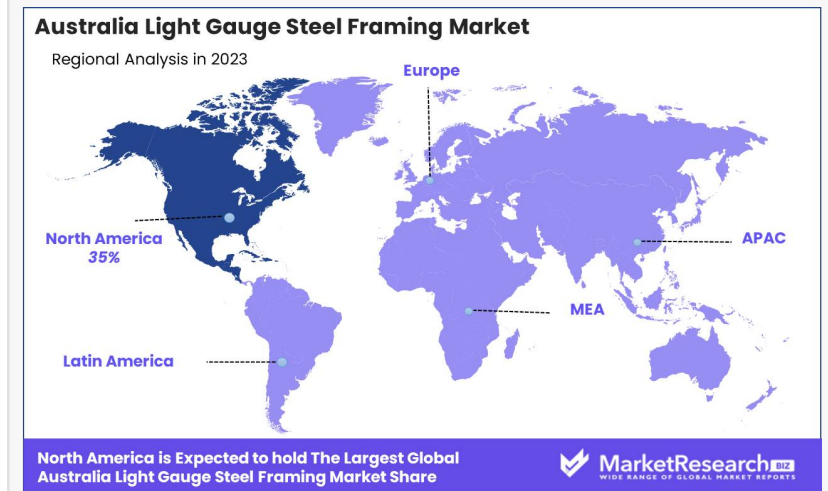 Australia Light Gauge Steel Framing Market
Regional Analysis in 2023
Europe
North America
35%
APAC
MEA
Latin America
North America is Expected to hold The Largest Global
Australia Light Gauge Steel Framing Market Share
MarketResearch BIZ
WIDE RANGE OF GLOBAL MARKET REPORTS